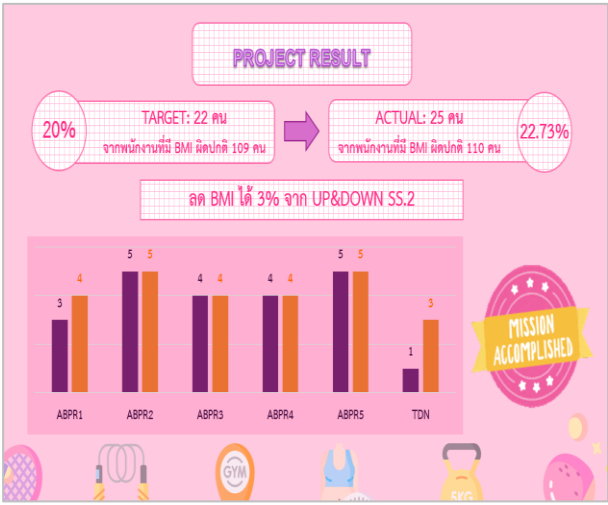 PROJECT RESULT
20%
TARGET: 22 คน
จากพนักงานที่มี BMI ผิดปกติ 109 คน
ACTUAL: 25 คน
จากพนักงานที่มี BMI ผิดปกติ 110 คน
22.73%
ลด BMI ได้ 3% จาก UP&DOWN SS.2
3 4 5 5 4 4 4 4 5 5 1 3
ABPR1 ABPR2 ABPR3 ABPR4 ABPR5 TDN
MISSION
ACCOMPLISHED
GYM
5KG